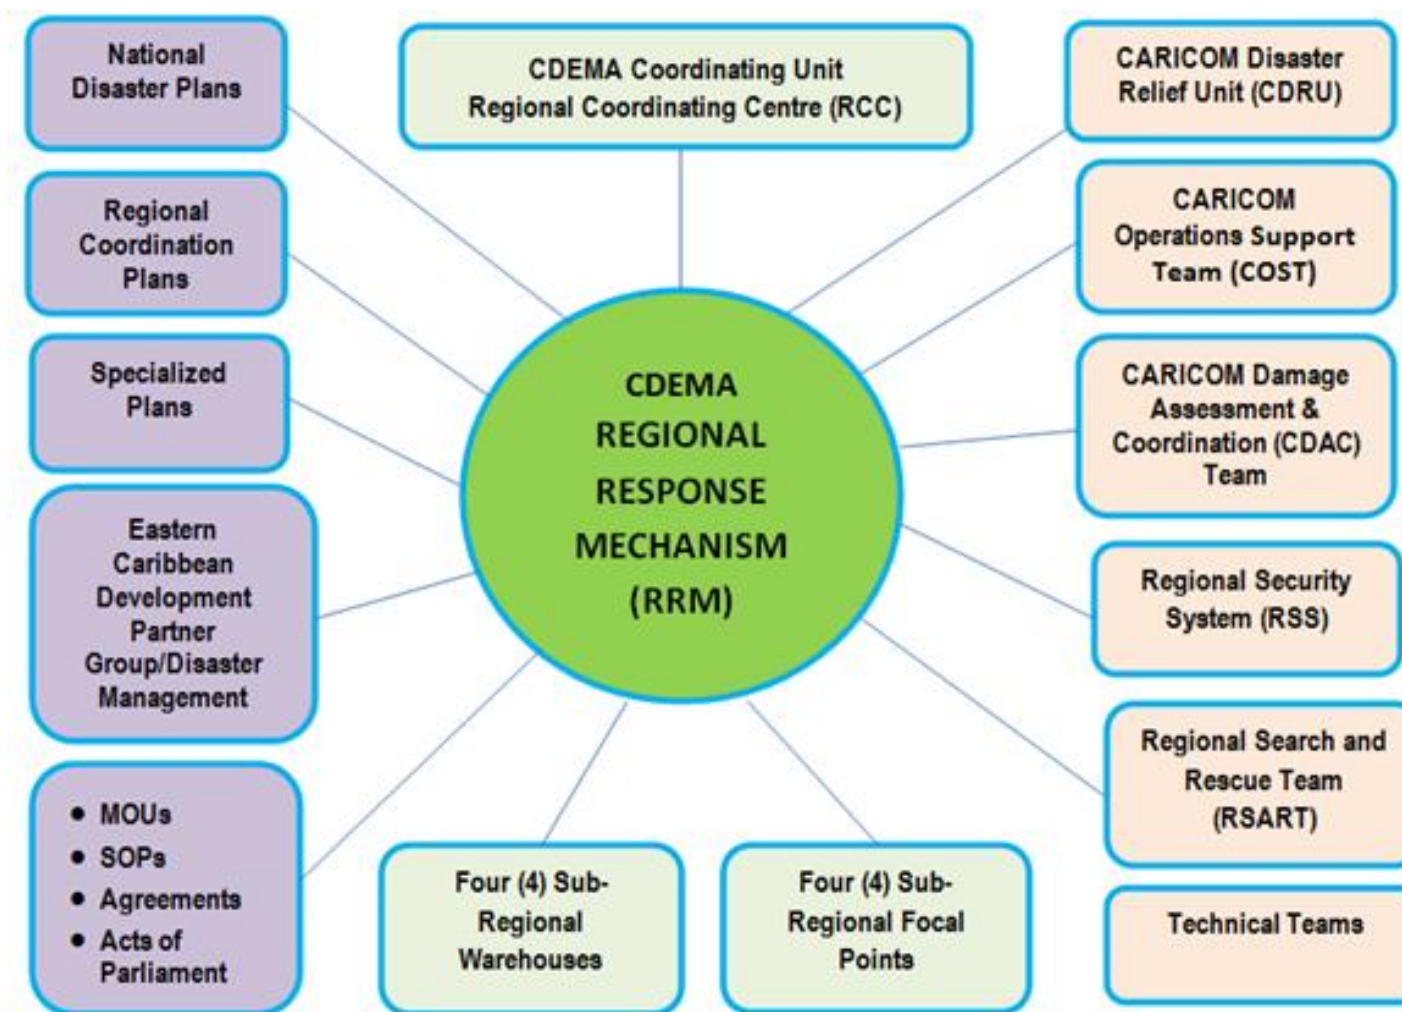 National
Disaster Plans
CDEMA Coordinating Unit
Regional Coordinating Centre (RCC)
CARICOM Disaster
Relief Unit (CDRU)
Regional
Coordination
Plans
CARICOM
Operations Support
Team (COST)
Specialized
Plans
CDEMA
REGIONAL
RESPONSE
MECHANISM
(RRM)
CARICOM Damage
Assessment &
Coordination (CDAC)
Team
Eastern
Caribbean
Development
Partner
Group/Disaster
Management
Regional Security
System (RSS)
Regional Search and
Rescue Team
(RSART)
• MOUs
• SOPs
• Agreements
• Acts of
Parliament
Four (4) Sub-
Regional
Warehouses
Four (4) Sub-
Regional Focal
Points
Technical Teams